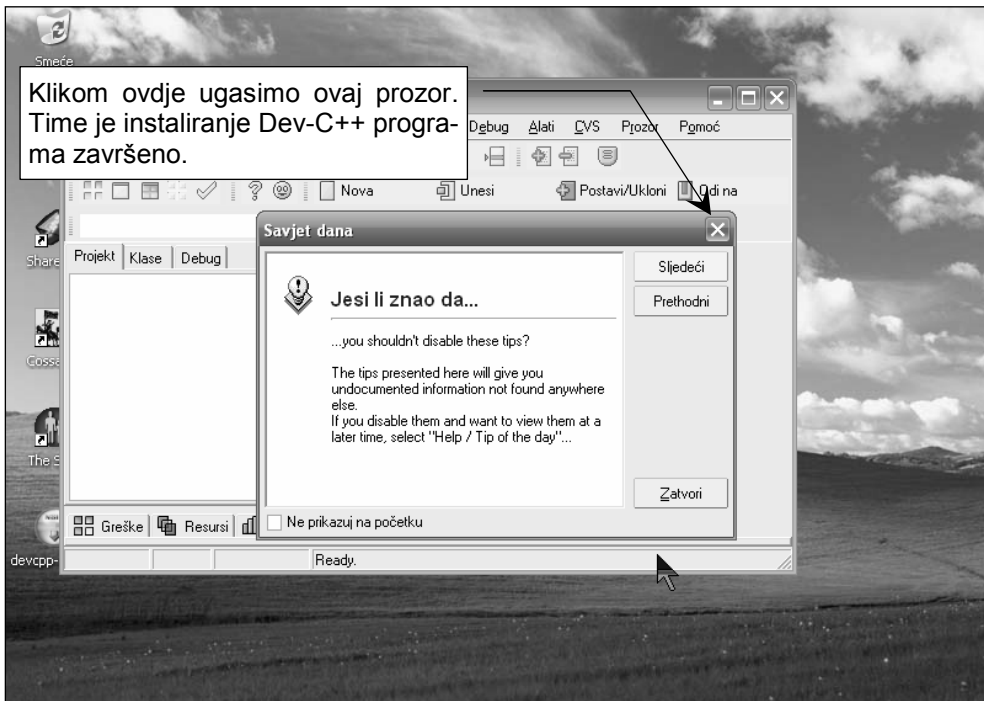 Smeće
Klikom ovdje ugasimo ovaj prozor.
Time je instaliranje Dev-C++ progra-
ma završeno.
Debug Alati CVS Prozor Pomoć
Nova Unesi Postavi/Ukloni Odi na
Share
Projekt Klase Debug
Savjet dana
Sljedeći
Prethodni
Jesi li znao da...
...you shouldn't disable these tips?
The tips presented here will give you
undocumented information not found anywhere
else.
If you disable them and want to view them at a
later time, select "Help / Tip of the day"...
Zatvori
Ne prikazuj na početku
Cossa
The S
Greške Resursi
devcpp-
Ready.